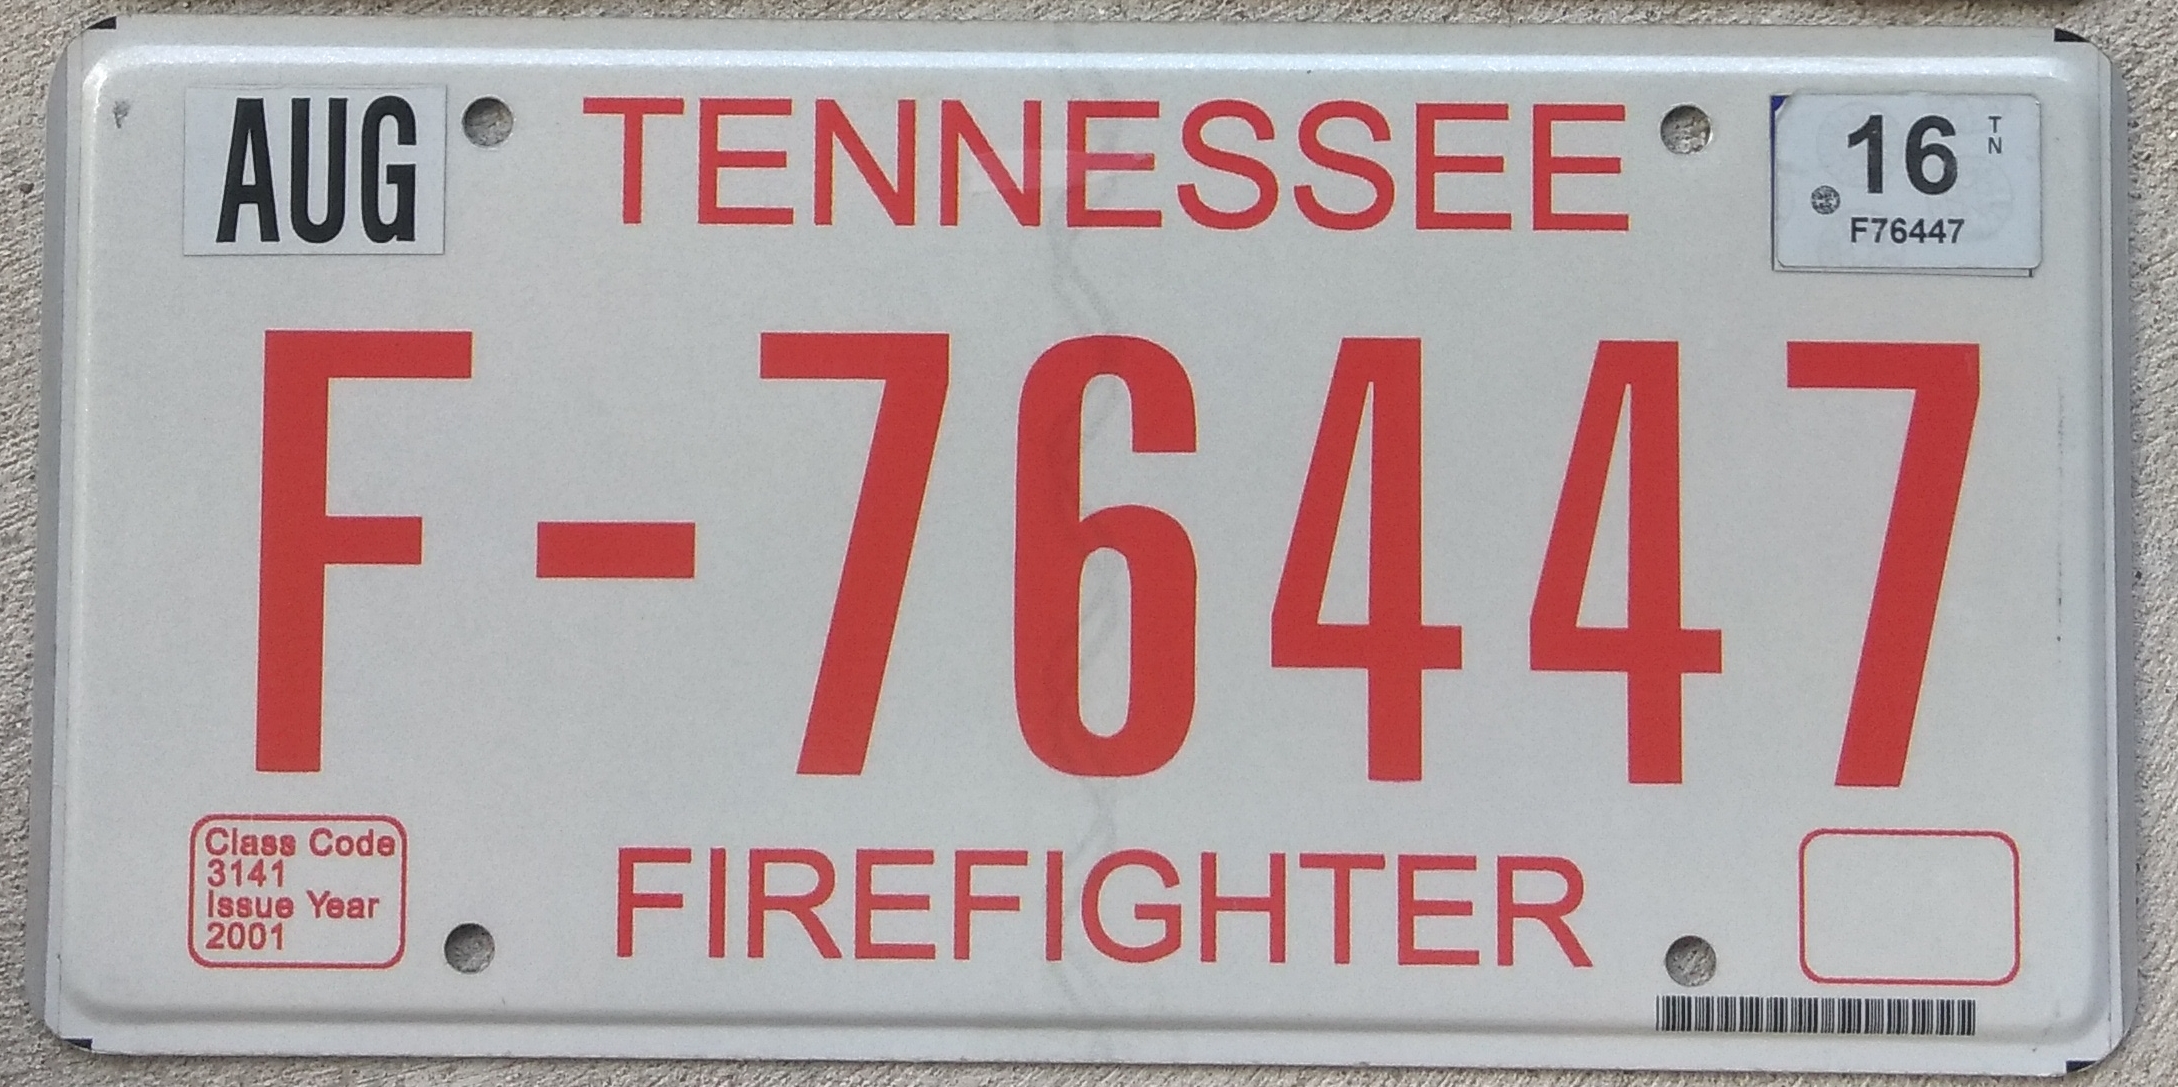 AUG
TENNESSEE
16
TN
F76447
F-76447
Class Code
3141
Issue Year
2001
FIREFIGHTER